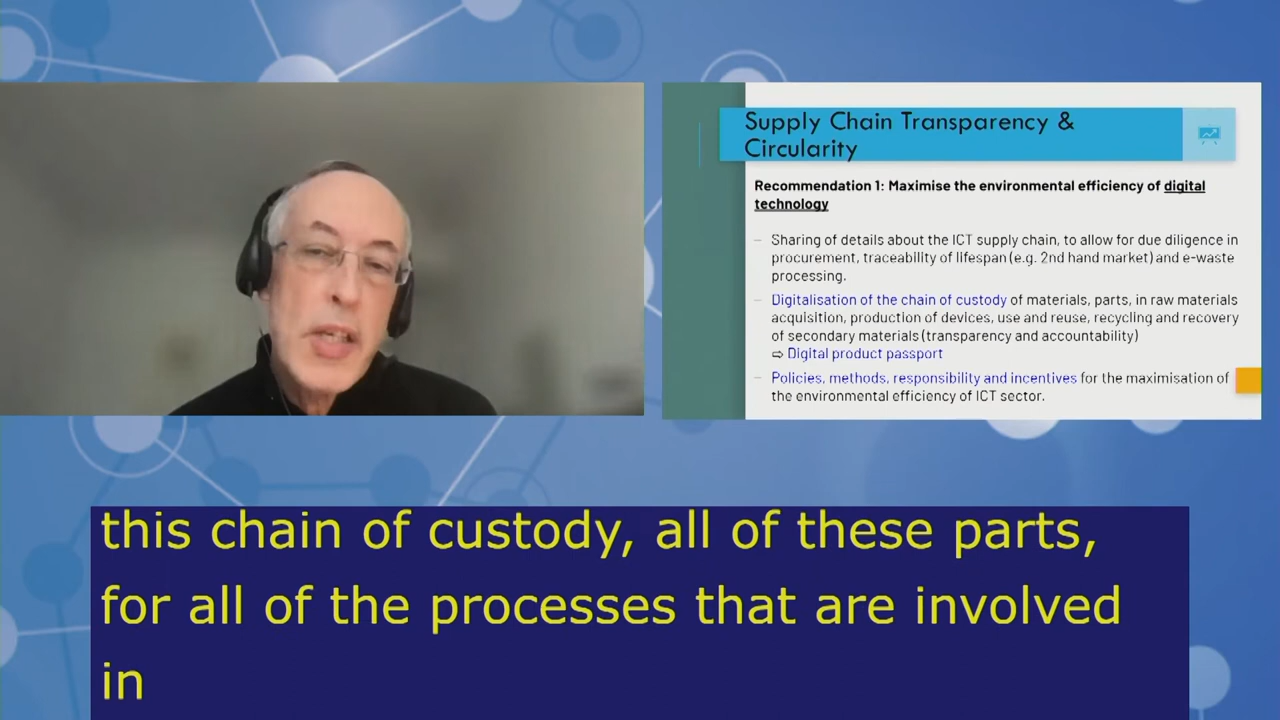 Supply Chain Transparency &
Circularity
Recommendation 1: Maximise the environmental efficiency of digital
technology
– Sharing of details about the ICT supply chain, to allow for due diligence in
procurement, traceability of lifespan (e.g. 2nd hand market) and e-waste
processing.
– Digitalisation of the chain of custody of materials, parts, in raw materials
acquisition, production of devices, use and reuse, recycling and recovery
of secondary materials (transparency and accountability)
⇨ Digital product passport
– Policies, methods, responsibility and incentives for the maximisation of
the environmental efficiency of ICT sector.
this chain of custody, all of these parts,
for all of the processes that are involved
in